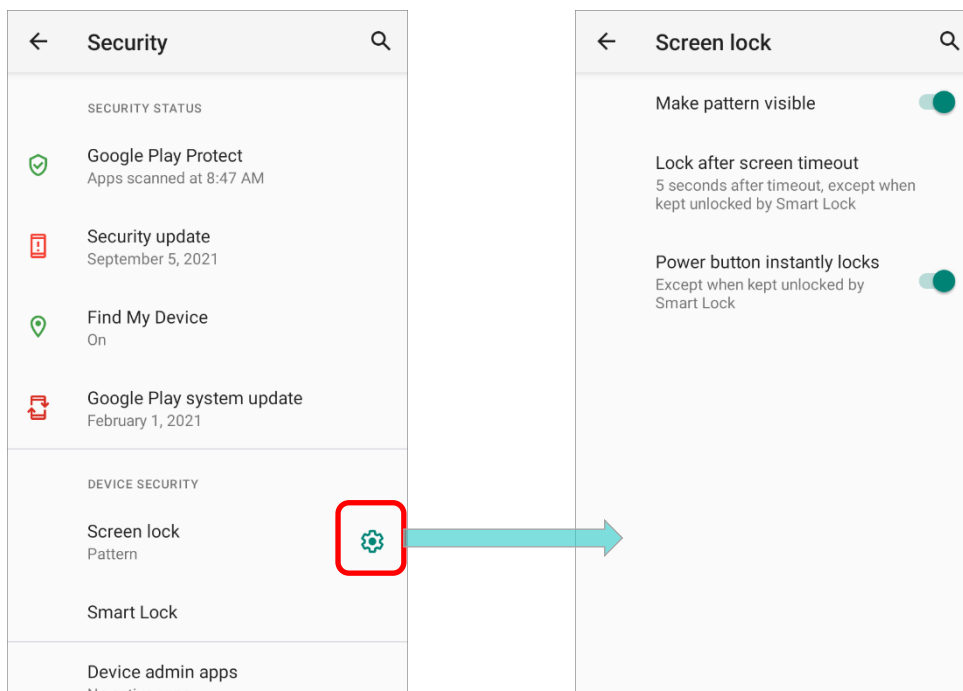 Security
SECURITY STATUS
Google Play Protect
Apps scanned at 8:47 AM
Security update
September 5, 2021
Find My Device
On
Google Play system update
February 1, 2021
DEVICE SECURITY
Screen lock
Pattern
Smart Lock
Device admin apps
Screen lock
Make pattern visible
Lock after screen timeout
5 seconds after timeout, except when
kept unlocked by Smart Lock
Power button instantly locks
Except when kept unlocked by
Smart Lock